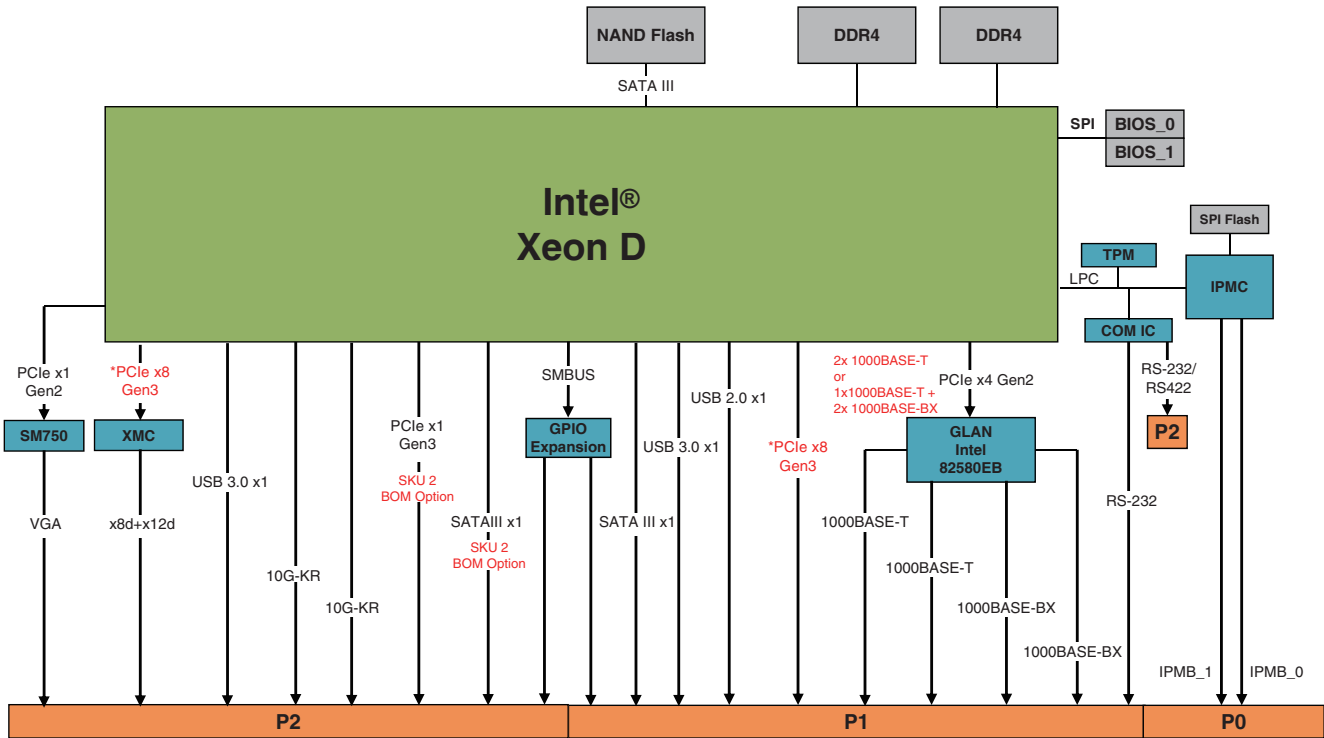 NAND Flash
DDR4
DDR4
SATA III
SPI
BIOS_0
BIOS_1
Intel®
Xeon D
SPI Flash
TPM
LPC
IPMC
COM IC
PCIe x1
Gen2
*PCIe x8
Gen3
SMBUS
2x 1000BASE-T
or
1x1000BASE-T +
2x 1000BASE-BX
PCIe x4 Gen2
RS-232/
RS422
USB 2.0 x1
SM750
XMC
PCIe x1
Gen3
GPIO
Expansion
GLAN
Intel
82580EB
P2
USB 3.0 x1
USB 3.0 x1
*PCIe x8
Gen3
SKU 2
BOM Option
RS-232
VGA
x8d+x12d
SATAIII x1
SATA III x1
1000BASE-T
SKU 2
BOM Option
1000BASE-T
10G-KR
10G-KR
1000BASE-BX
1000BASE-BX
IPMB_1
IPMB_0
P2
P1
P0